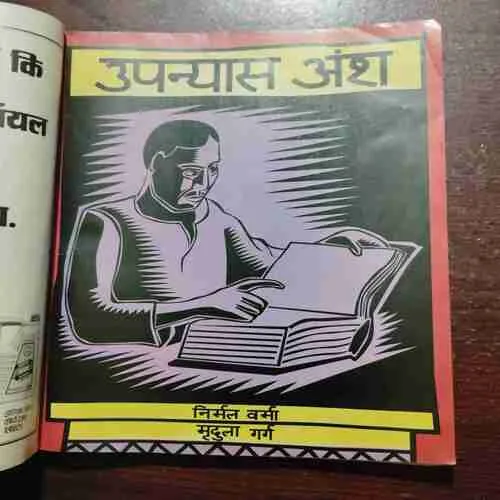 उपन्यास अंश
निर्मल वर्मा
मृदुला गर्ग
कि